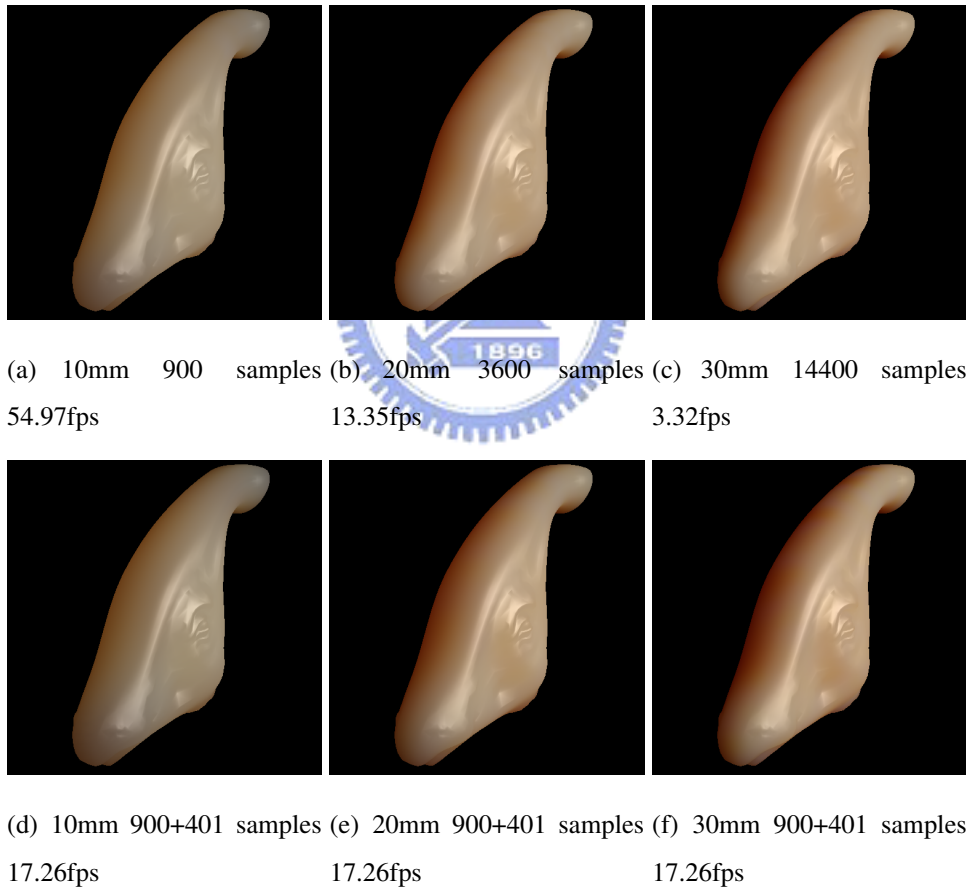 (a) 10mm 900 samples (b) 20mm 3600 samples (c) 30mm 14400 samples
54.97fps 13.35fps 3.32fps
1896
(d) 10mm 900+401 samples (e) 20mm 900+401 samples (f) 30mm 900+401 samples
17.26fps 17.26fps 17.26fps